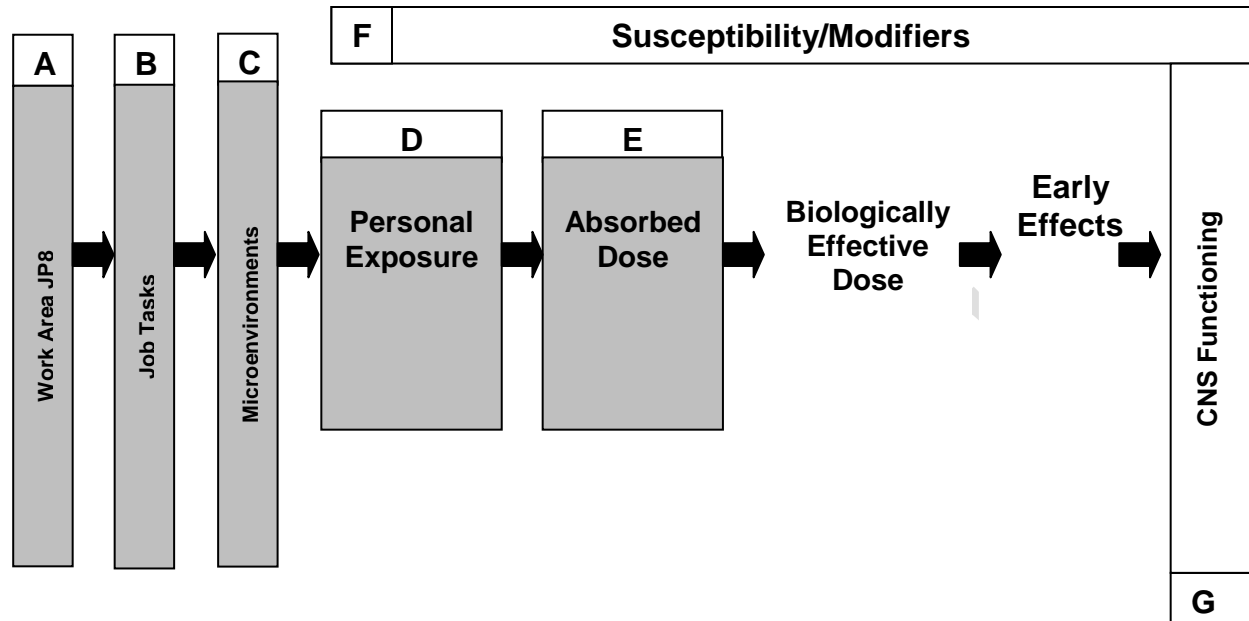 F
Susceptibility/Modifiers
A
B
C
D
E
Work Area JP8
Job Tasks
Microenvironments
Personal
Exposure
Absorbed
Dose
Biologically
Effective
Dose
Early
Effects
CNS Functioning
G